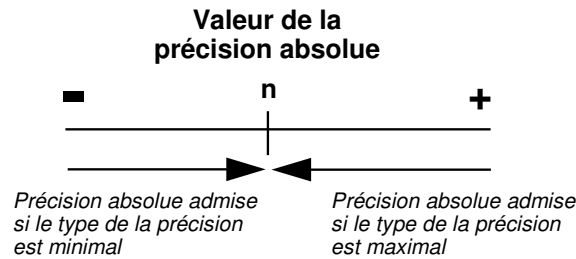 Valeur de la
précision absolue
n
- +
Précision absolue admise
si le type de la précision
est minimal
Précision absolue admise
si le type de la précision
est maximal